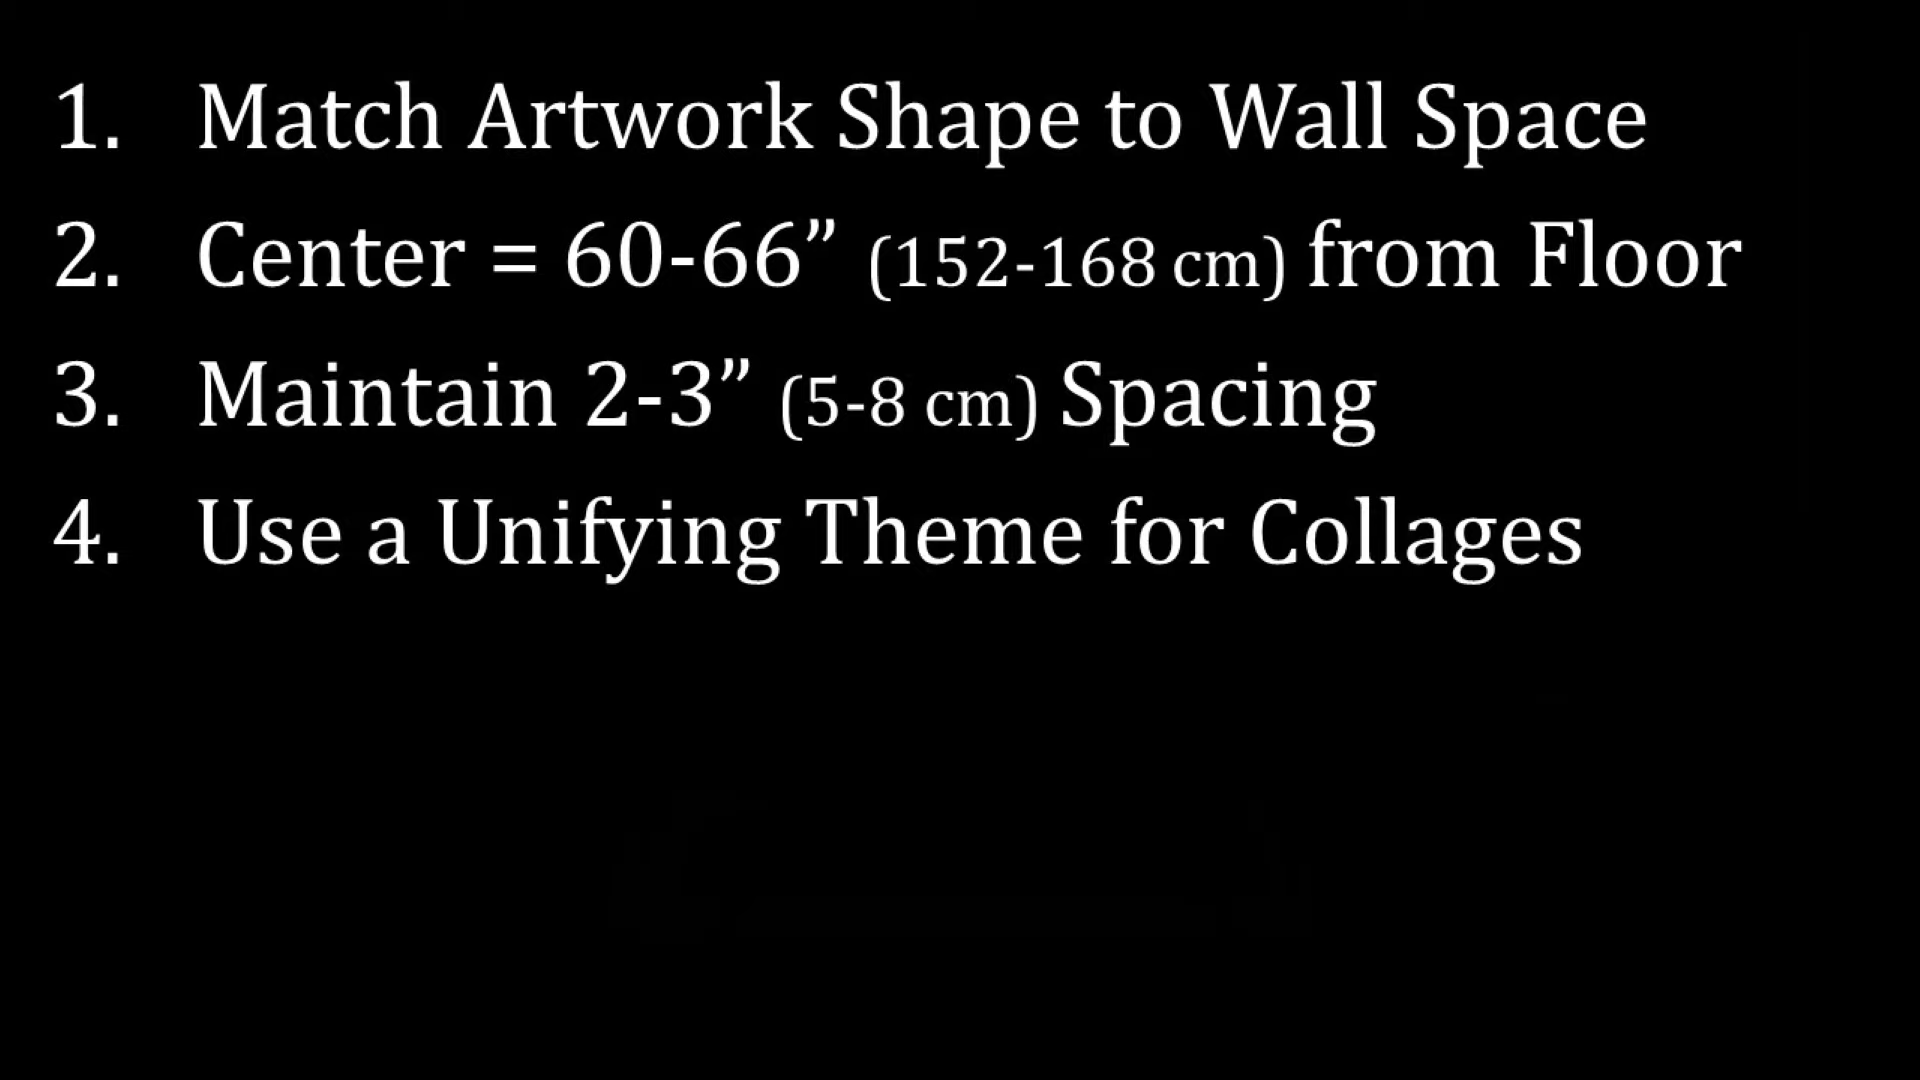 1. Match Artwork Shape to Wall Space
2. Center = 60-66” (152-168 cm) from Floor
3. Maintain 2-3” (5-8 cm) Spacing
4. Use a Unifying Theme for Collages